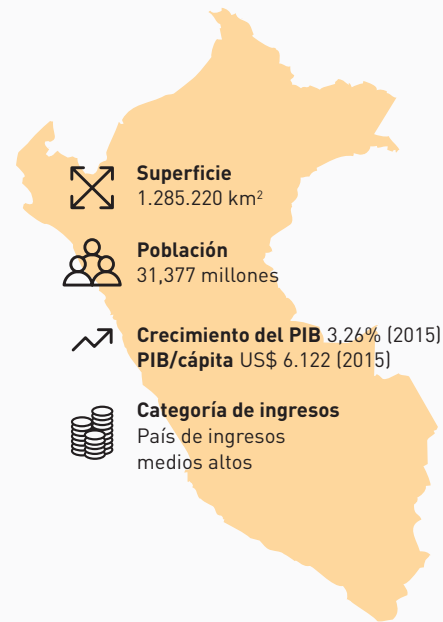 Superficie
1.285.220 km²
Población
31,377 millones
Crecimiento del PIB 3,26% (2015)
PIB/cápita US$ 6.122 (2015)
Categoría de ingresos
País de ingresos
medios altos